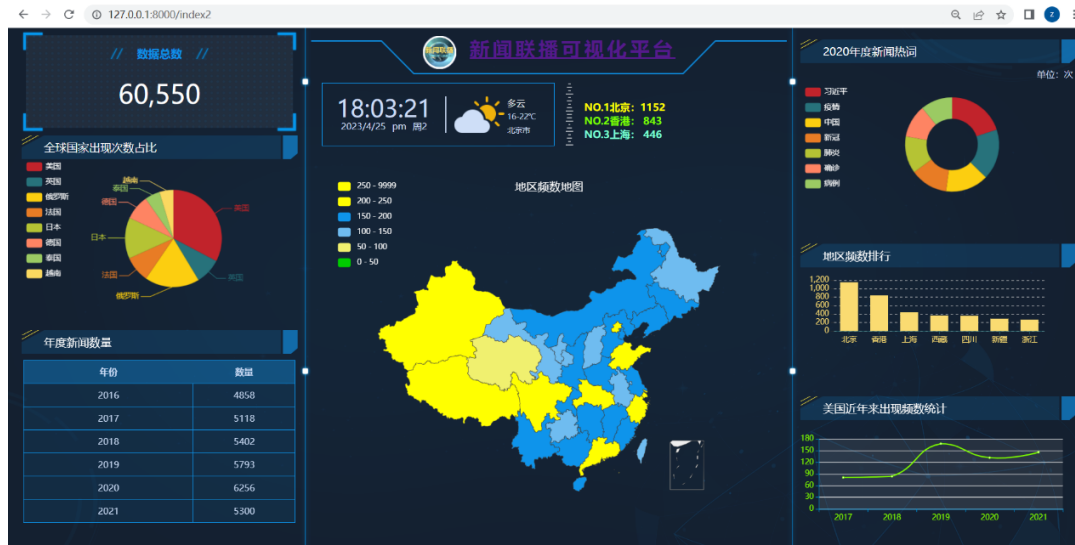 127.0.0.1:8000/index2
// 数据总数 //
60,550
全球国家出现次数占比
美国
英国
俄罗斯
法国
日本
德国
泰国
越南
越南
泰国
德国
日本
法国
俄罗斯
英国
美国
年度新闻数量
年份 数量
2016 4858
2017 5118
2018 5402
2019 5793
2020 6256
2021 5300
新闻联播可视化平台
18:03:21
2023/4/25 pm 周2
多云
16-22℃
北京市
NO.1北京: 1152
NO.2香港: 843
NO.3上海: 446
地区频数地图
250 - 9999
200 - 250
150 - 200
100 - 150
50 - 100
0 - 50
2020年度新闻热词
单位: 次
习近平
疫情
中国
新冠
肺炎
确诊
病例
地区频数排行
1,200
1,000
800
600
400
200
0
北京 香港 上海 西藏 四川 新疆 浙江
美国近年来出现频数统计
180
150
120
90
60
30
0
2017 2018 2019 2020 2021